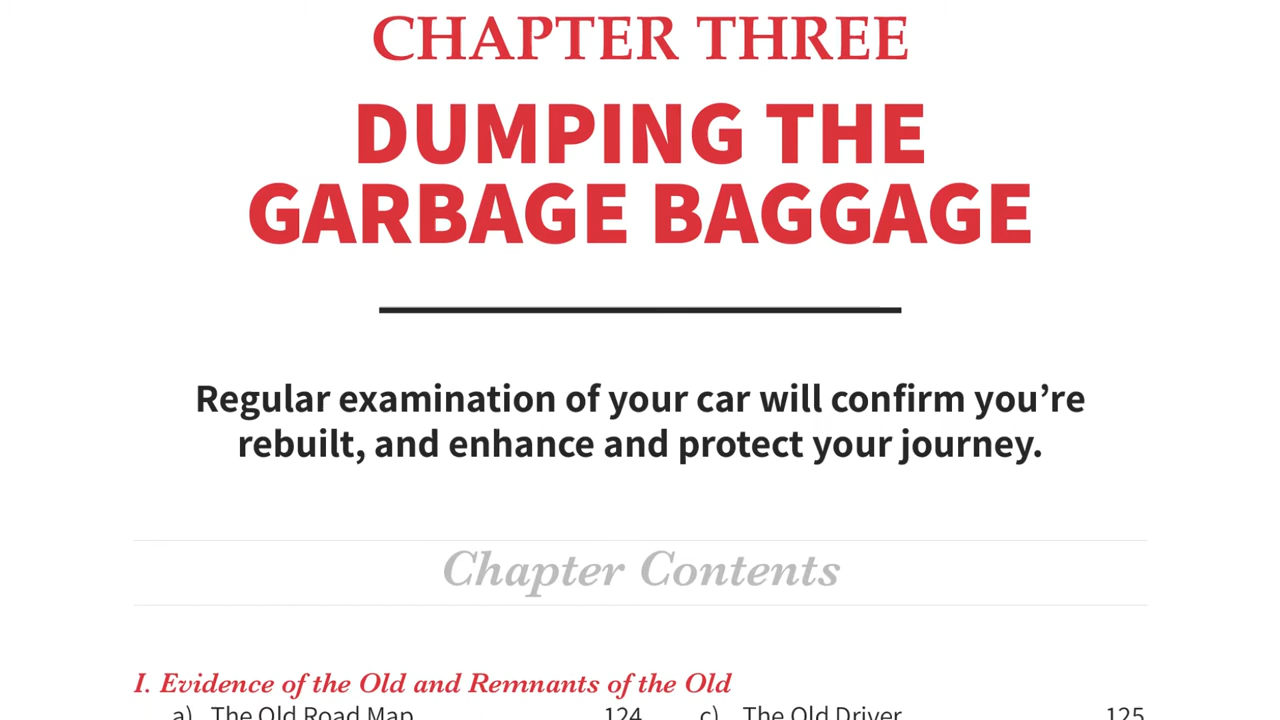 CHAPTER THREE
DUMPING THE
GARBAGE BAGGAGE
Regular examination of your car will confirm you’re
rebuilt, and enhance and protect your journey.
Chapter Contents
I. Evidence of the Old and Remnants of the Old
a) The Old Road Map 124 c) The Old Driver 125